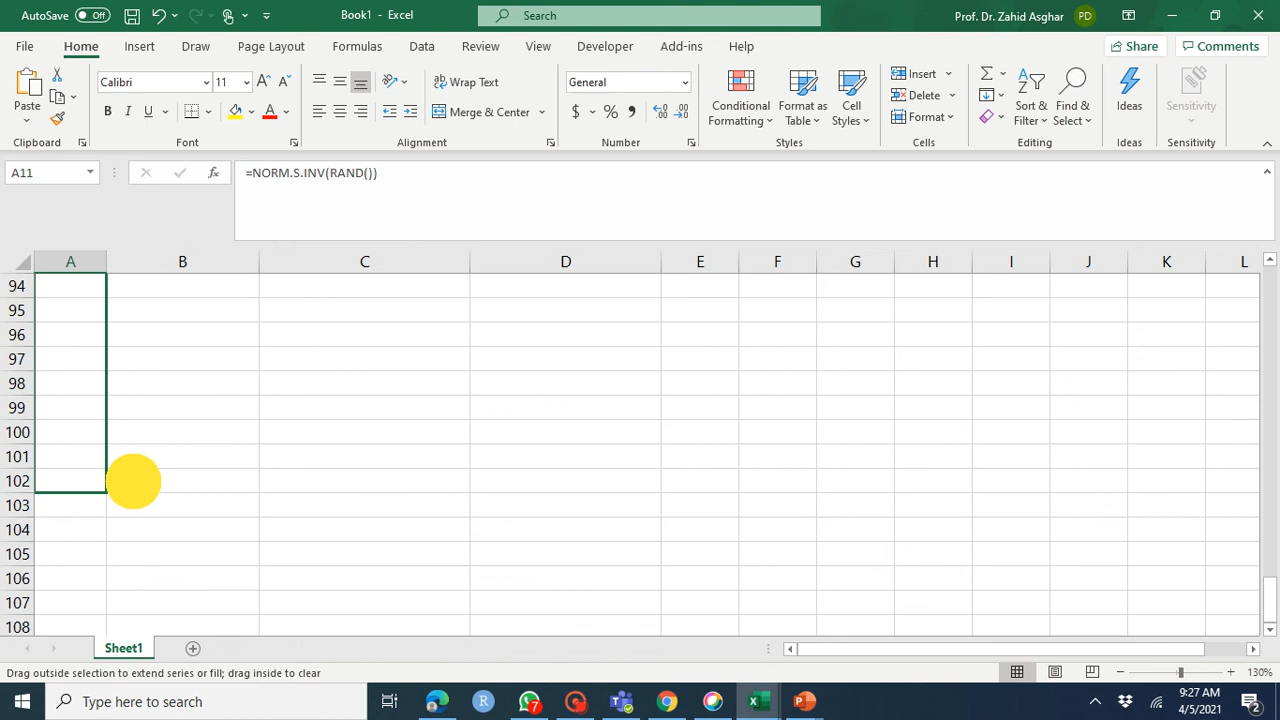 AutoSave Off Book1 - Excel Search Prof. Dr. Zahid Asghar PD
File Home Insert Draw Page Layout Formulas Data Review View Developer Add-ins Help Share Comments
Paste Calibri 11 A A Wrap Text General Conditional Formatting Format as Table Cell Styles Insert Delete Format Sort & Filter Find & Select Ideas Sensitivity
B I U A Merge & Center $ % ,
Clipboard Font Alignment Number Styles Cells Editing Ideas Sensitivity
A11 fx =NORM.S.INV(RAND())
A B C D E F G H I J K L
94
95
96
97
98
99
100
101
102
103
104
105
106
107
108
Sheet1
Drag outside selection to extend series or fill; drag inside to clear 130%
Type here to search R 7 9:27 AM
4/5/2021 2